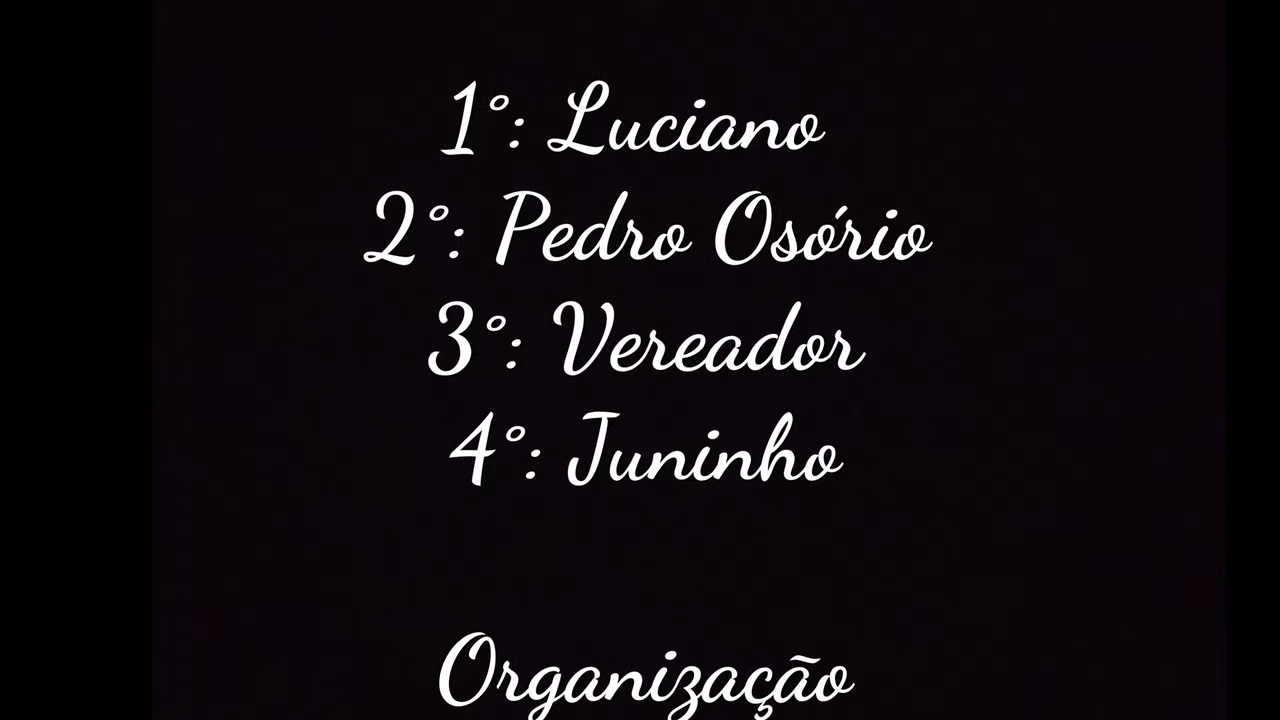 1°: Luciano
2°: Pedro Osório
3°: Vereador
4°: Juninho
Organização